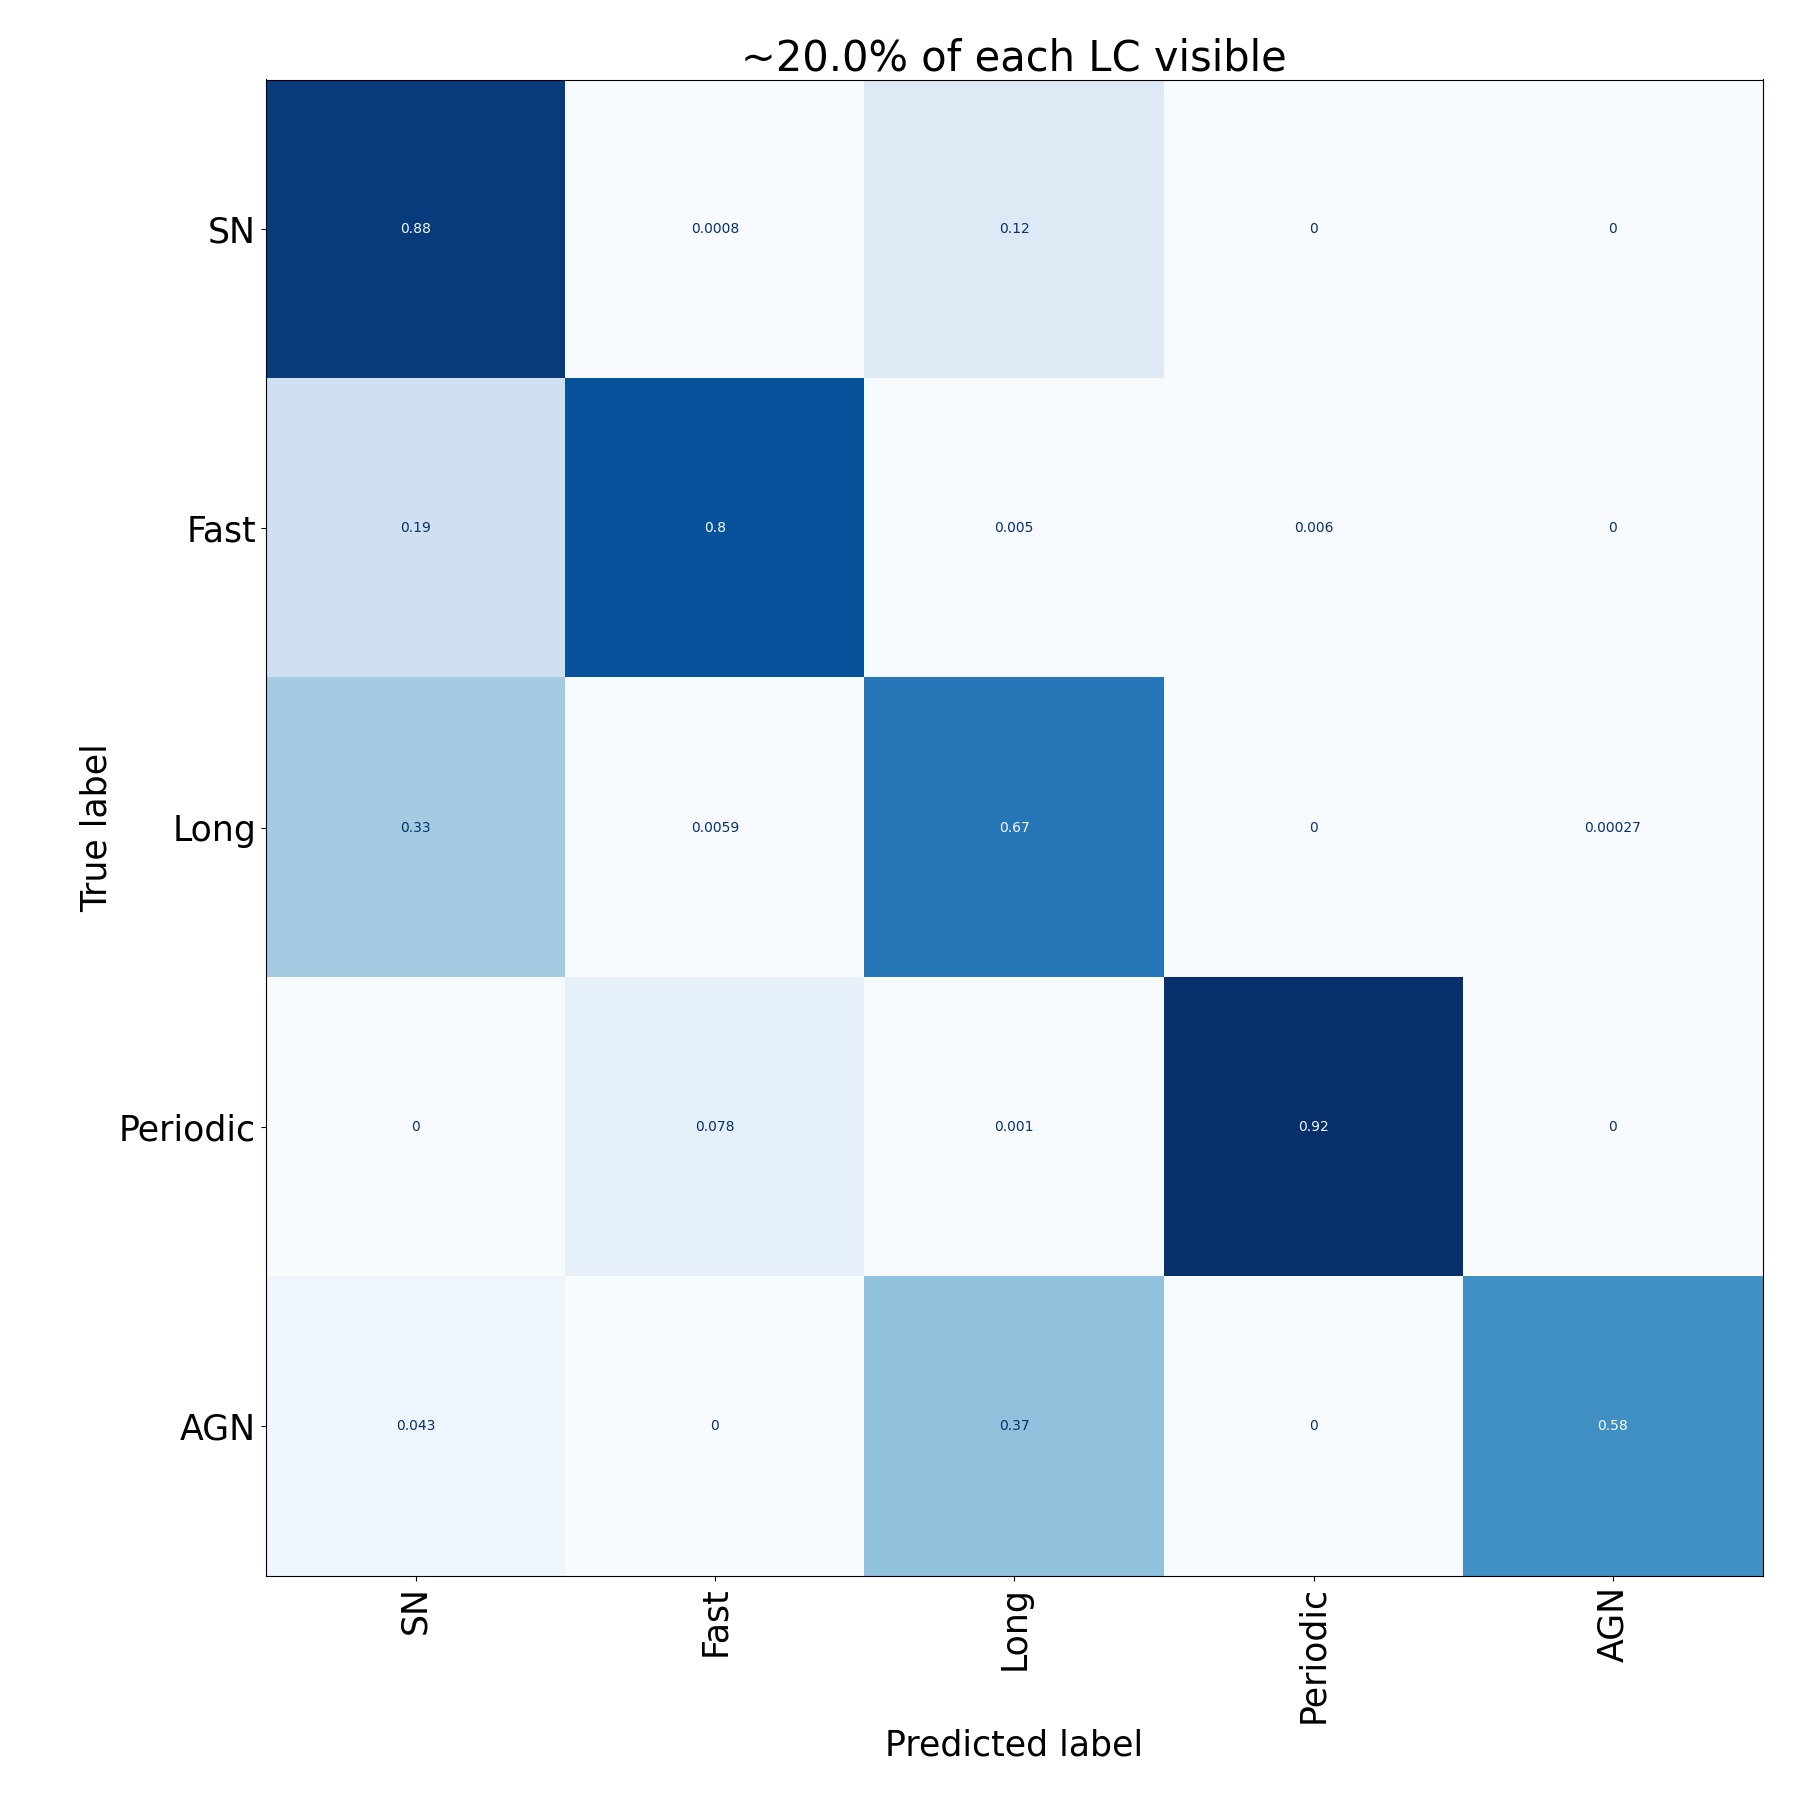 ~20.0% of each LC visible
SN 0.88 0.0008 0.12 0 0
Fast 0.19 0.8 0.005 0.006 0
Long 0.33 0.0059 0.67 0 0.00027
Periodic 0 0.078 0.001 0.92 0
AGN 0.043 0 0.37 0 0.58
True label
SN Fast Long Periodic AGN
Predicted label